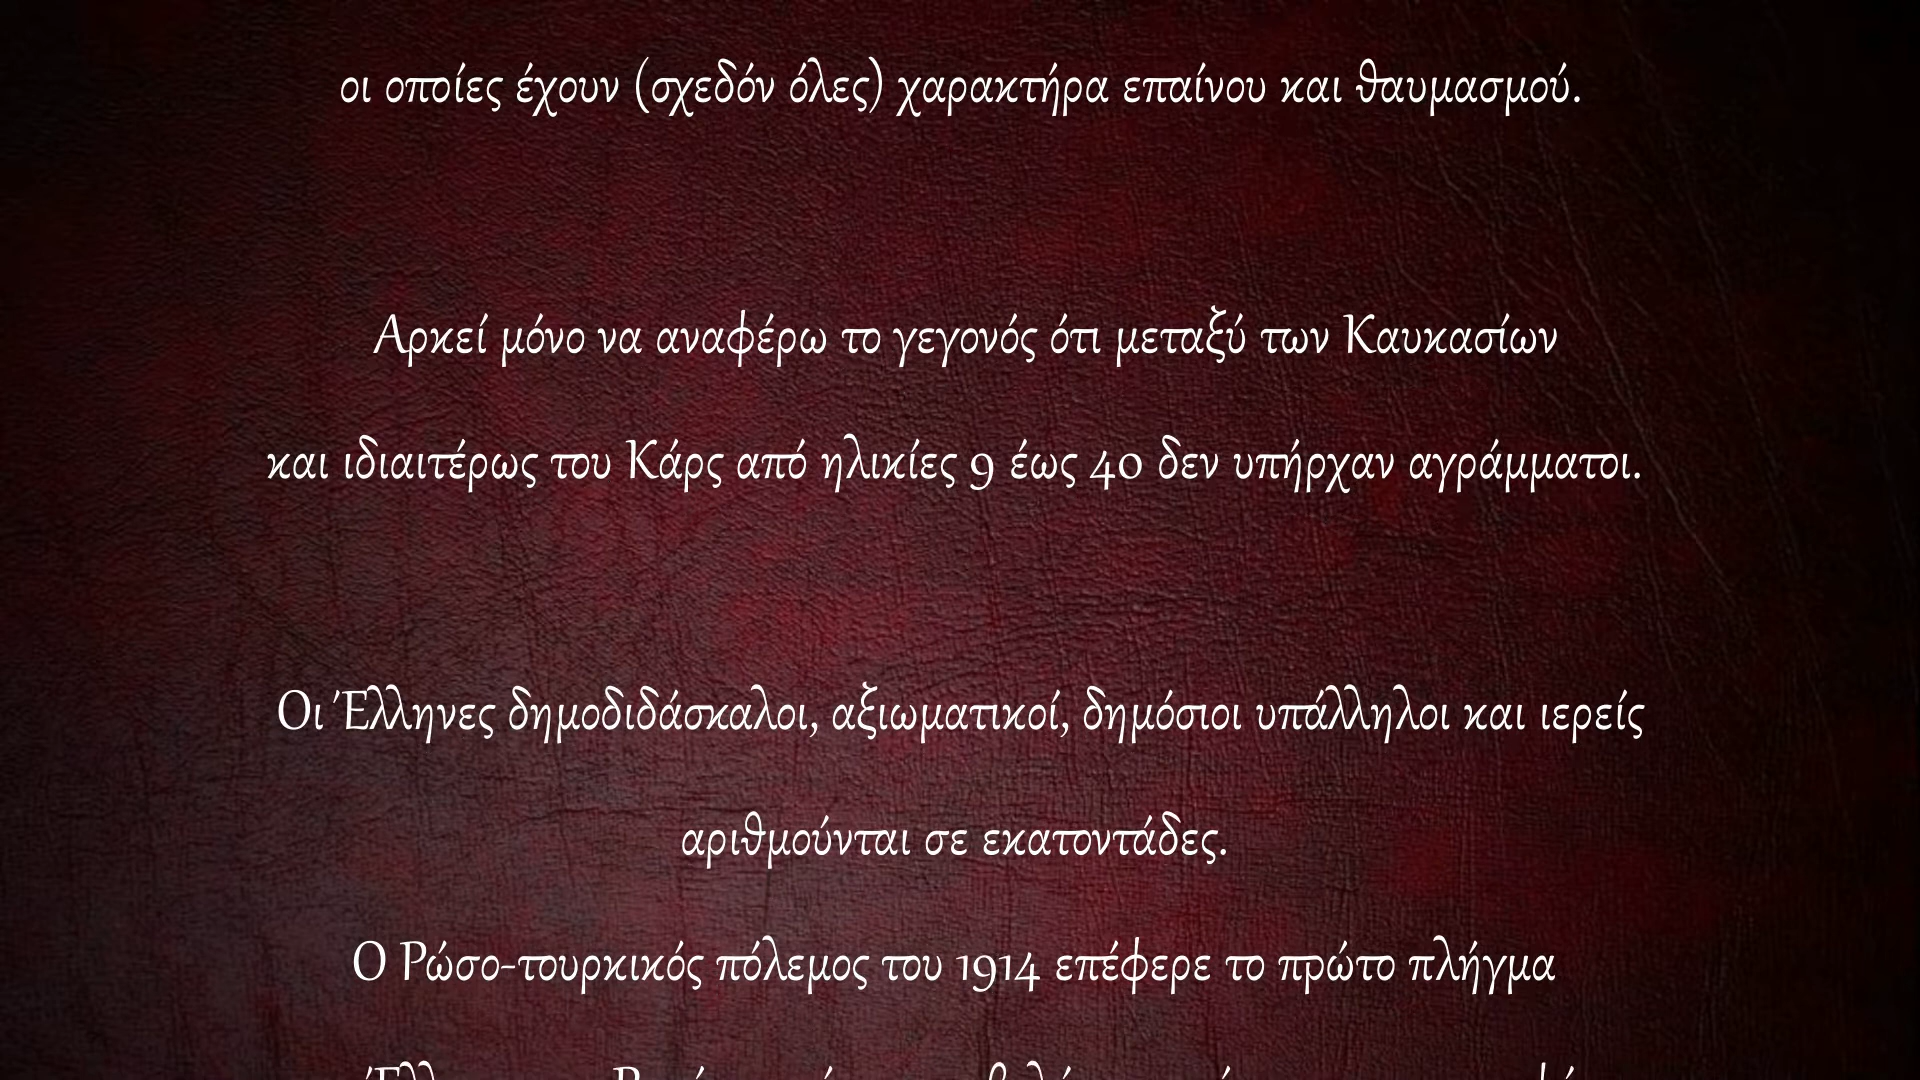 οι οποίες έχουν (σχεδόν όλες) χαρακτήρα επαίνου και θαυμασμού.
Αρκεί μόνο να αναφέρω το γεγονός ότι μεταξύ των Καυκασίων
και ιδιαιτέρως του Κάρς από ηλικίες 9 έως 40 δεν υπήρχαν αγράμματοι.
Οι Έλληνες δημοδιδάσκαλοι, αξιωματικοί, δημόσιοι υπάλληλοι και ιερείς
αριθμούνται σε εκατοντάδες.
Ο Ρώσο-τουρκικός πόλεμος του 1914 επέφερε το πρώτο πλήγμα